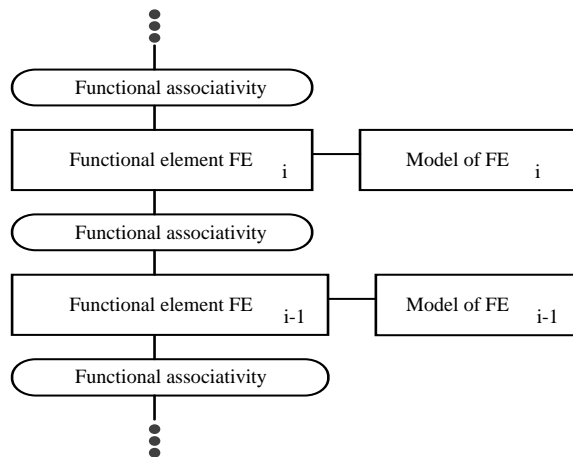 Functional associativity
Functional element FE i
Model of FE i
Functional associativity
Functional element FE i-1
Model of FE i-1
Functional associativity